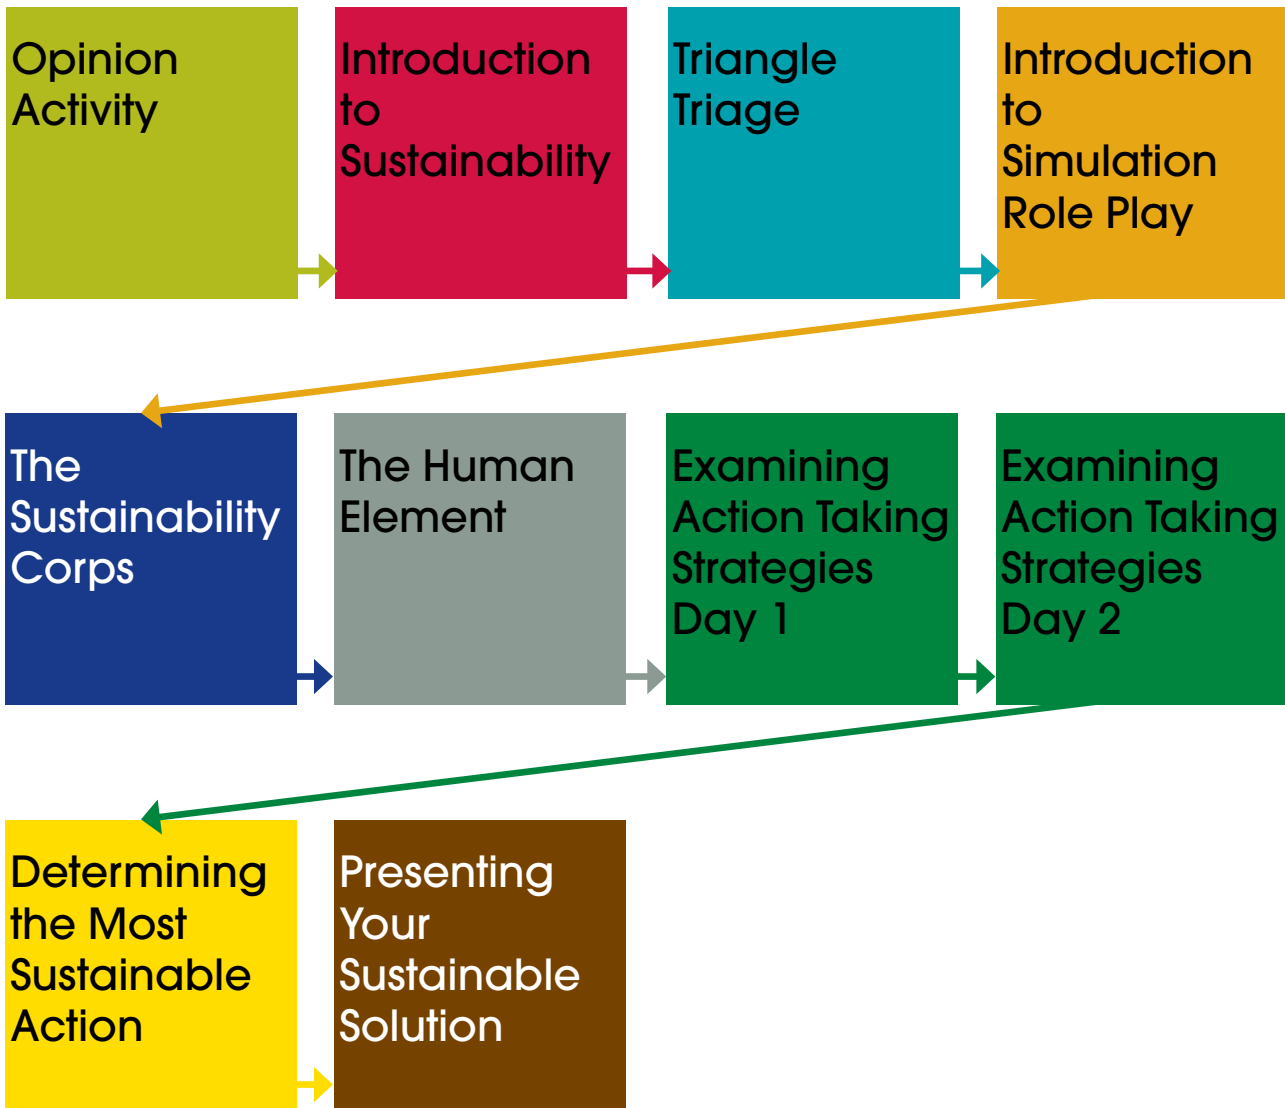 Opinion
Activity
Introduction
to
Sustainability
Triangle
Triage
Introduction
to
Simulation
Role Play
The
Sustainability
Corps
The Human
Element
Examining
Action Taking
Strategies
Day 1
Examining
Action Taking
Strategies
Day 2
Determining
the Most
Sustainable
Action
Presenting
Your
Sustainable
Solution